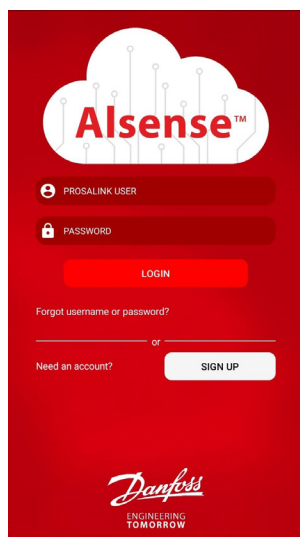 Alsense™
PROSALINK USER
PASSWORD
LOGIN
Forgot username or password?
or
Need an account?
SIGN UP
Danfoss
ENGINEERING
TOMORROW